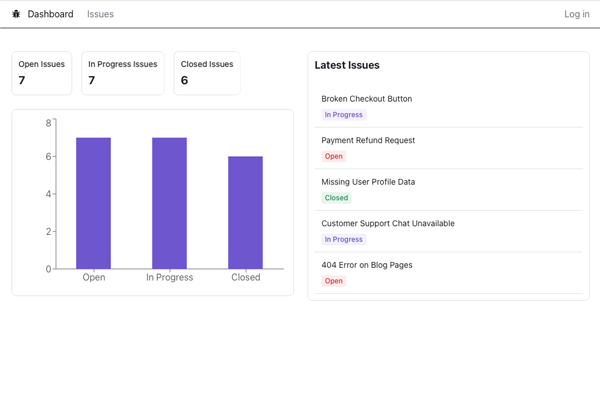 Dashboard Issues Log in
Open Issues
7
In Progress Issues
7
Closed Issues
6
8
6
4
2
0
Open In Progress Closed
Latest Issues
Broken Checkout Button
In Progress
Payment Refund Request
Open
Missing User Profile Data
Closed
Customer Support Chat Unavailable
In Progress
404 Error on Blog Pages
Open